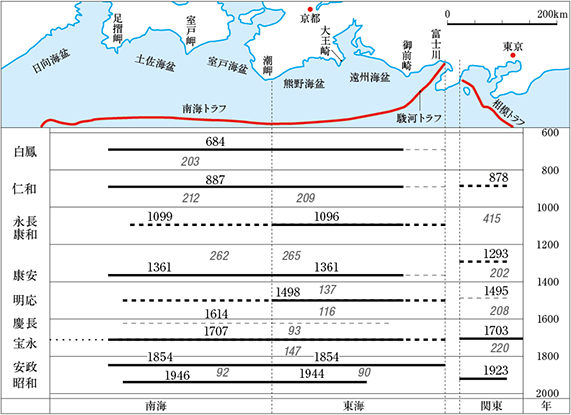 0 200km
京都
東京
足摺岬
室戸岬
潮岬
大王崎
御前崎
富士川
日向海盆
土佐海盆
室戸海盆
熊野海盆
遠州海盆
南海トラフ
駿河トラフ
相模トラフ
600
白鳳 684
203
800
仁和 887 878
212 209
1000
永長 1099 1096 415
康和
1200
262 265 1293
康安 1361 1361 202
1400
明応 1498 137 1495
慶長 1614 116 208
1600
宝永 1707 93 1703
147 220
1800
安政 1854 1854
昭和 1946 92 1944 90 1923
2000
南海 東海 関東 年